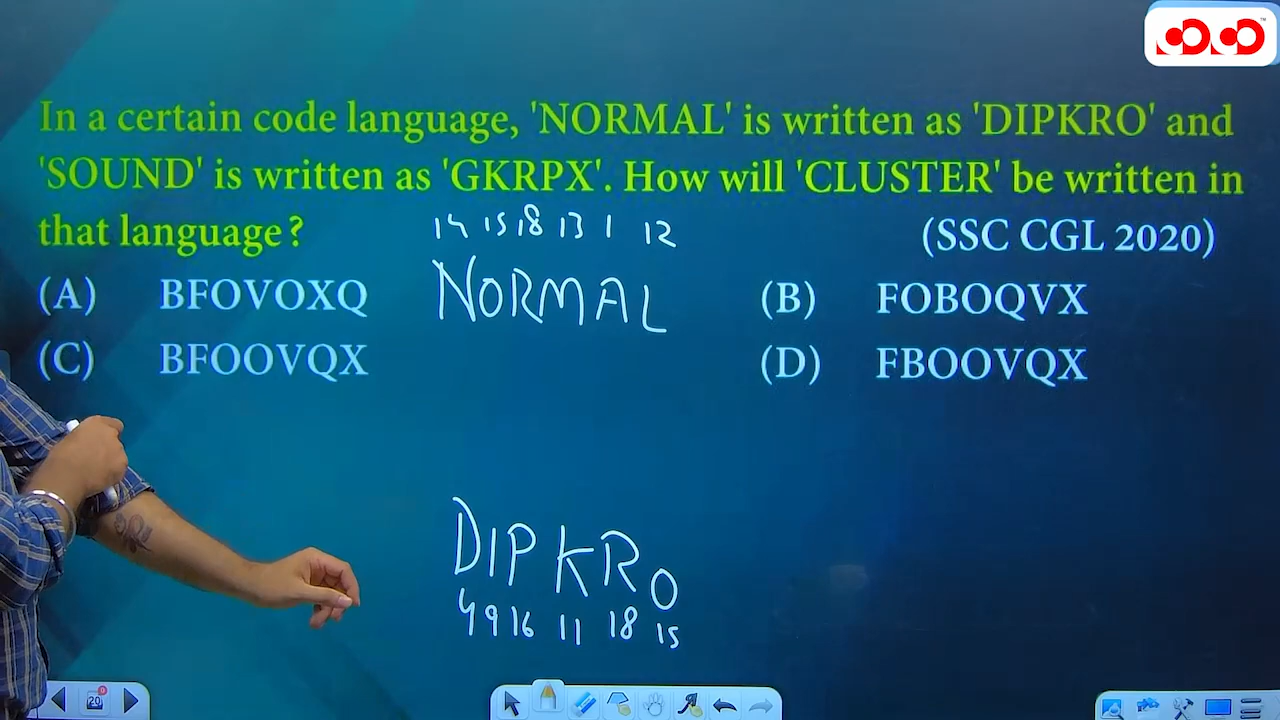 In a certain code language, 'NORMAL' is written as 'DIPKRO' and
'SOUND' is written as 'GKRPX'. How will 'CLUSTER' be written in
that language?
14 15 18 13 1 12
(SSC CGL 2020)
(A) BFOVOXQ
NORMAL
(B) FOBOQVX
(C) BFOOVQX
(D) FBOOVQX
DIPKRO
4 9 16 11 18 15
20